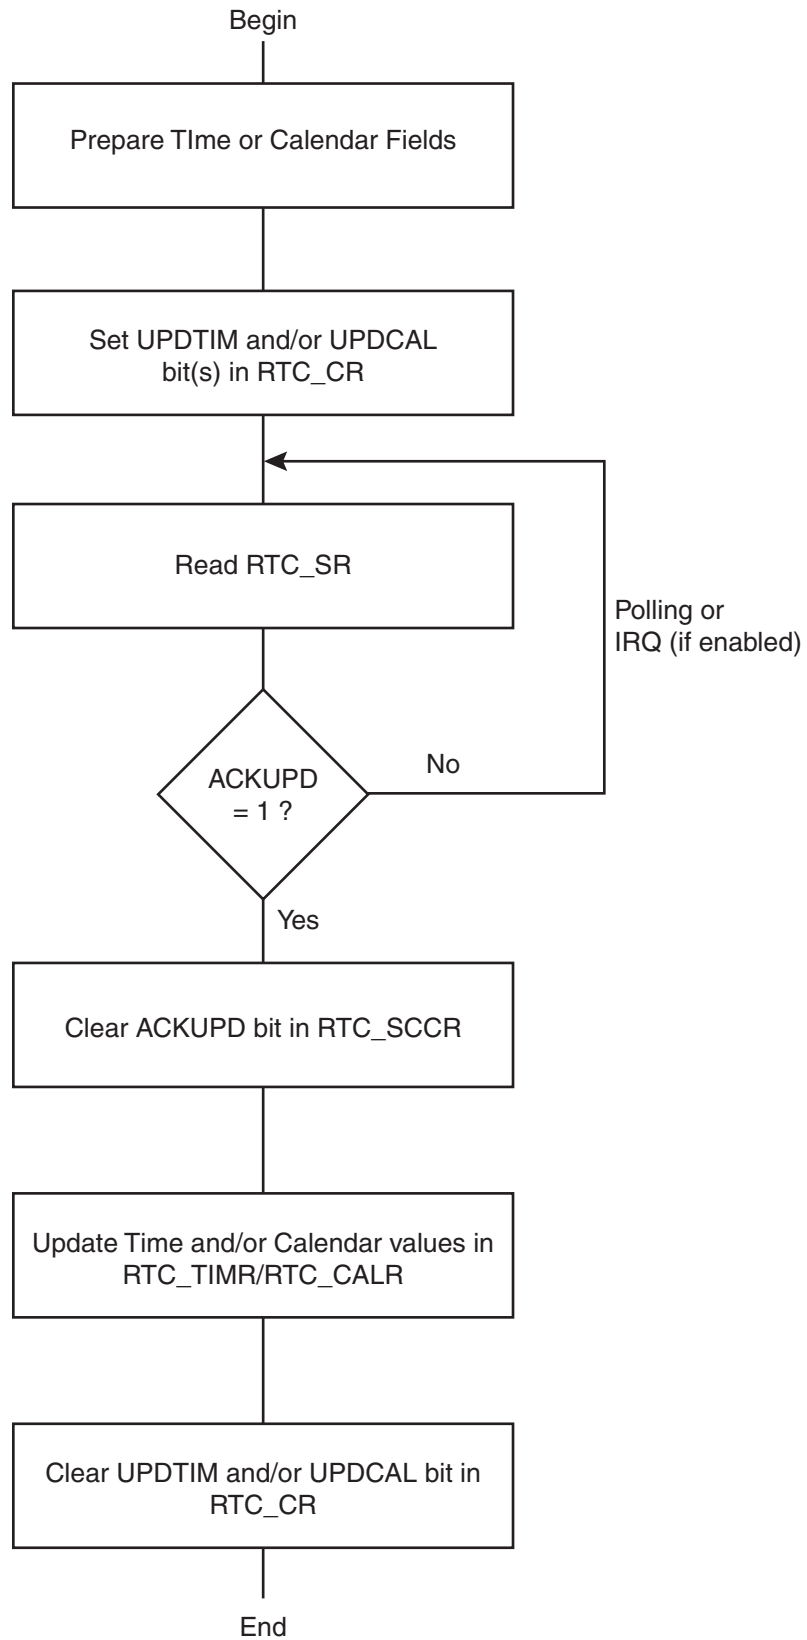 Begin
Prepare TIme or Calendar Fields
Set UPDTIM and/or UPDCAL
bit(s) in RTC_CR
Read RTC_SR
Polling or
IRQ (if enabled)
ACKUPD
= 1 ?
No
Yes
Clear ACKUPD bit in RTC_SCCR
Update Time and/or Calendar values in
RTC_TIMR/RTC_CALR
Clear UPDTIM and/or UPDCAL bit in
RTC_CR
End